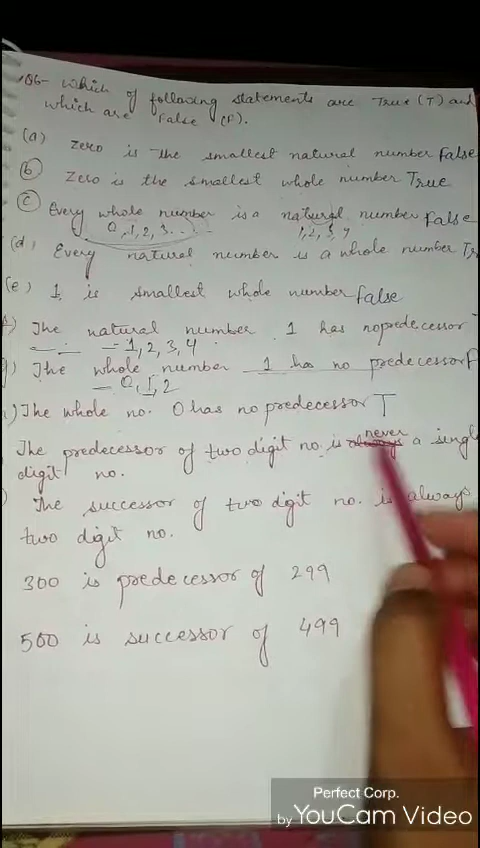 Q6- Which of following statements are True (T) and
which are False (F).
(a) Zero is the smallest natural number False
(b) Zero is the smallest whole number True
(c) Every whole number is a natural number False
0, 1, 2, 3... 1, 2, 3, 4
(d) Every natural number is a whole number Tr
(e) 1 is smallest whole number False
The natural number 1 has no predecessor
- 1, 2, 3, 4
g) The whole number 1 has no predecessor F
- 0, 1, 2
) The whole no. 0 has no predecessor T
never
The predecessor of two digit no. is always a singl
digit no.
) The successor of two digit no. is always
two digit no.
300 is predecessor of 299
500 is successor of 499
Perfect Corp.
by YouCam Video